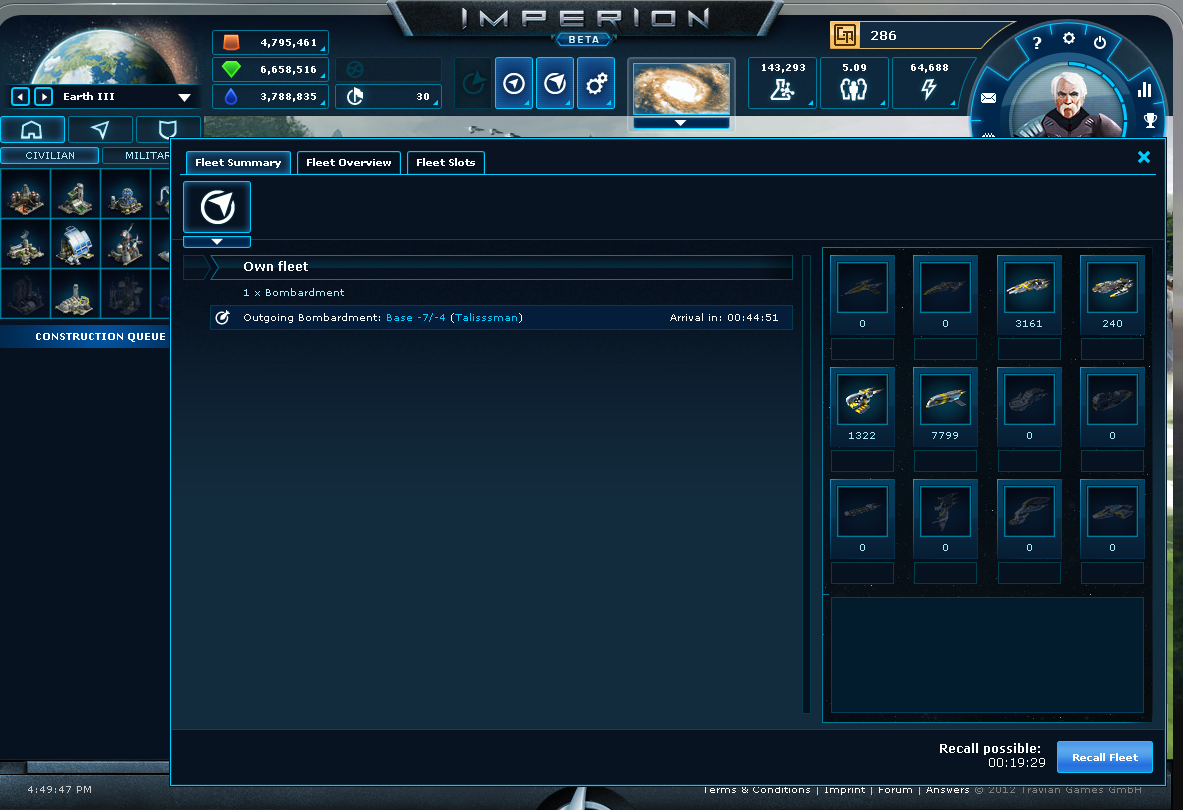 IMPERION
BETA
286
4,795,461
6,658,516
3,788,835
30
143,293
5.09
64,688
?
Earth III
CIVILIAN
MILITAR
CONSTRUCTION QUEUE
Fleet Summary
Fleet Overview
Fleet Slots
Own fleet
1 x Bombardment
Outgoing Bombardment: Base -7/-4 (Talisssman)
Arrival in: 00:44:51
0 0 3161 240
1322 7799 0 0
0 0 0 0
Recall possible:
00:19:29
Recall Fleet
4:49:47 PM
Terms & Conditions | Imprint | Forum | Answers © 2012 Travian Games GmbH